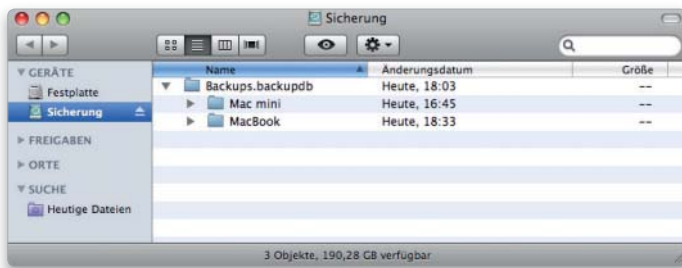 Sicherung
GERÄTE
Festplatte
Sicherung
FREIGABEN
ORTE
SUCHE
Heutige Dateien
Name Änderungsdatum Größe
Backups.backupdb Heute, 18:03 --
Mac mini Heute, 16:45 --
MacBook Heute, 18:33 --
3 Objekte, 190,28 GB verfügbar